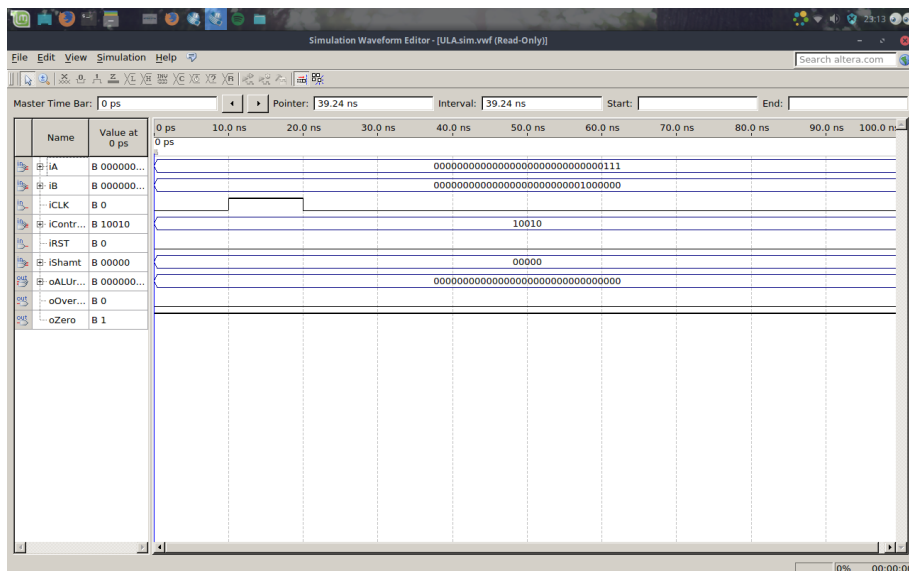 23:13
Simulation Waveform Editor - [ULA.sim.vwf (Read-Only)]
File Edit View Simulation Help
Search altera.com
Master Time Bar: 0 ps
Pointer: 39.24 ns
Interval: 39.24 ns
Start:
End:
Name
Value at
0 ps
0 ps 10.0 ns 20.0 ns 30.0 ns 40.0 ns 50.0 ns 60.0 ns 70.0 ns 80.0 ns 90.0 ns 100.0 ns
0 ps
iA B 000000... 00000000000000000000000000000111
iB B 000000... 00000000000000000000000001000000
iCLK B 0
iContr... B 10010 10010
iRST B 0
iShamt B 00000 00000
oALUr... B 000000... 00000000000000000000000000000000
oOver... B 0
oZero B 1
0% 00:00:00